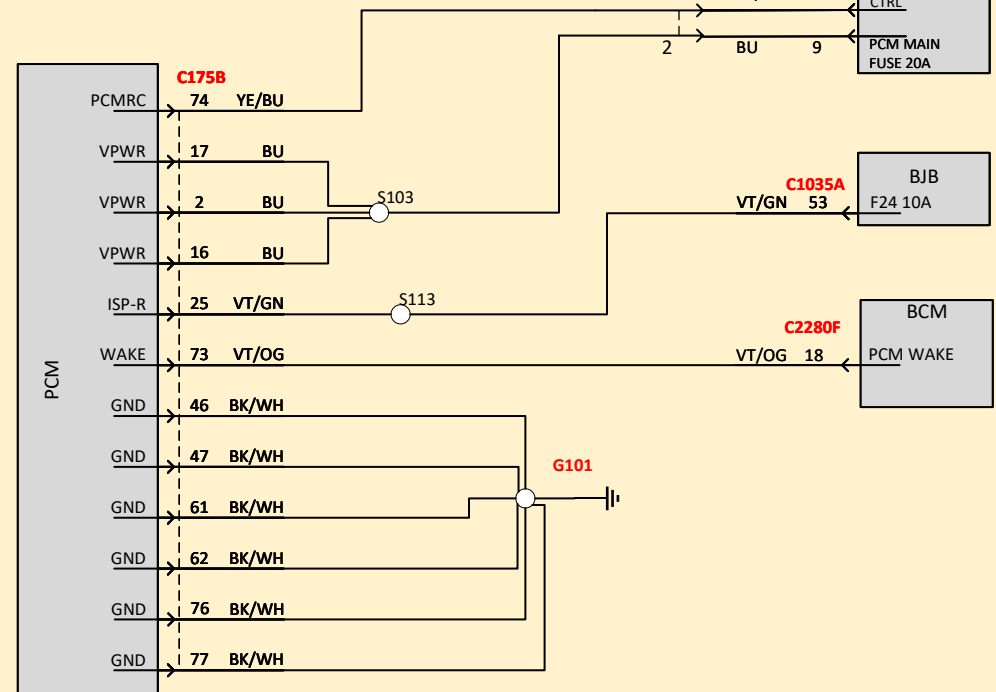 CTRL
2 BU 9 PCM MAIN
FUSE 20A
C175B
PCMRC 74 YE/BU
VPWR 17 BU
BJB
C1035A
VPWR 2 BU S103 VT/GN 53 F24 10A
VPWR 16 BU
ISP-R 25 VT/GN S113
BCM
C2280F
WAKE 73 VT/OG VT/OG 18 PCM WAKE
PCM
GND 46 BK/WH
GND 47 BK/WH
G101
GND 61 BK/WH
GND 62 BK/WH
GND 76 BK/WH
GND 77 BK/WH